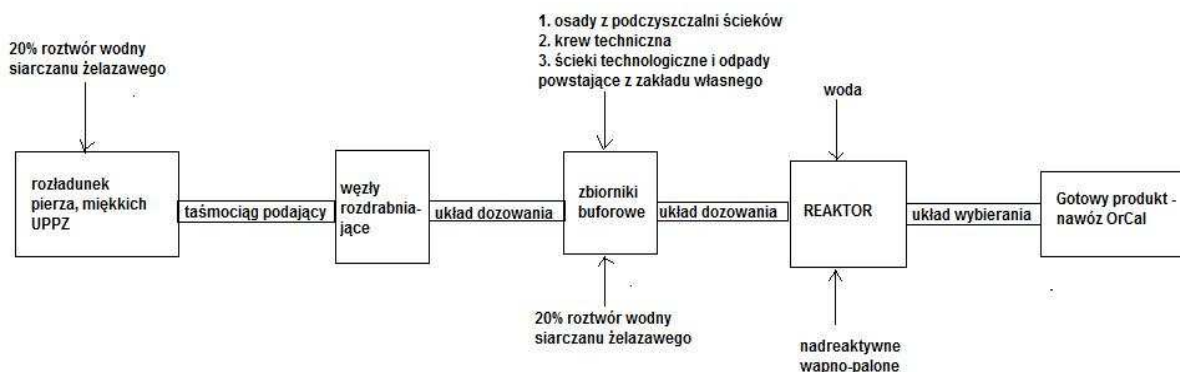 20% roztwór wodny
siarczanu żelazawego
rozładunek
pierza, miękkich
UPPZ
taśmociąg podający
węzły
rozdrabnia-
jące
układ dozowania
1. osady z podczyszczalni ścieków
2. krew techniczna
3. ścieki technologiczne i odpady
powstające z zakładu własnego
zbiorniki
buforowe
20% roztwór wodny
siarczanu żelazawego
układ dozowania
woda
REAKTOR
nadreaktywne
wapno-palone
układ wybierania
Gotowy produkt -
nawóz OrCal